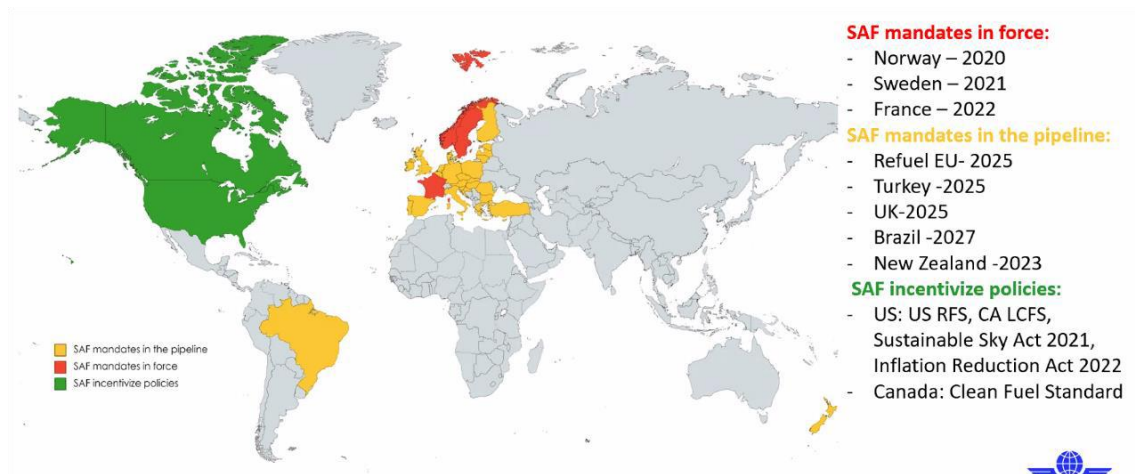 SAF mandates in force:
- Norway – 2020
- Sweden – 2021
- France – 2022
SAF mandates in the pipeline:
- Refuel EU- 2025
- Turkey -2025
- UK-2025
- Brazil -2027
- New Zealand -2023
SAF incentivize policies:
- US: US RFS, CA LCFS,
Sustainable Sky Act 2021,
Inflation Reduction Act 2022
- Canada: Clean Fuel Standard
SAF mandates in the pipeline
SAF mandates in force
SAF incentivize policies